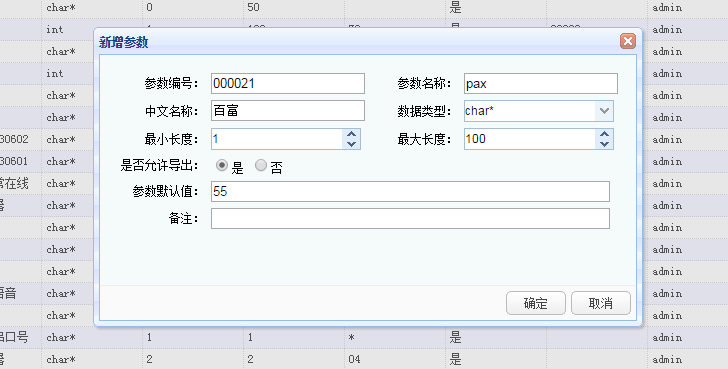 char* 0 50 是 admin
int admin
新增参数
char* admin
int admin
参数编号: 000021 参数名称: pax
char* admin
中文名称: 百富 数据类型: char*
char* admin
30602 char* 最小长度: 1 最大长度: 100 admin
30601 char* 是否允许导出: 是 否 admin
常在线 char* 参数默认值: 55 admin
char* admin
备注:
char* admin
char* admin
char* admin
语音 char* admin
确定 取消
char* admin
串口号 char* 1 1 * 是 admin
器 char* 2 2 04 是 admin